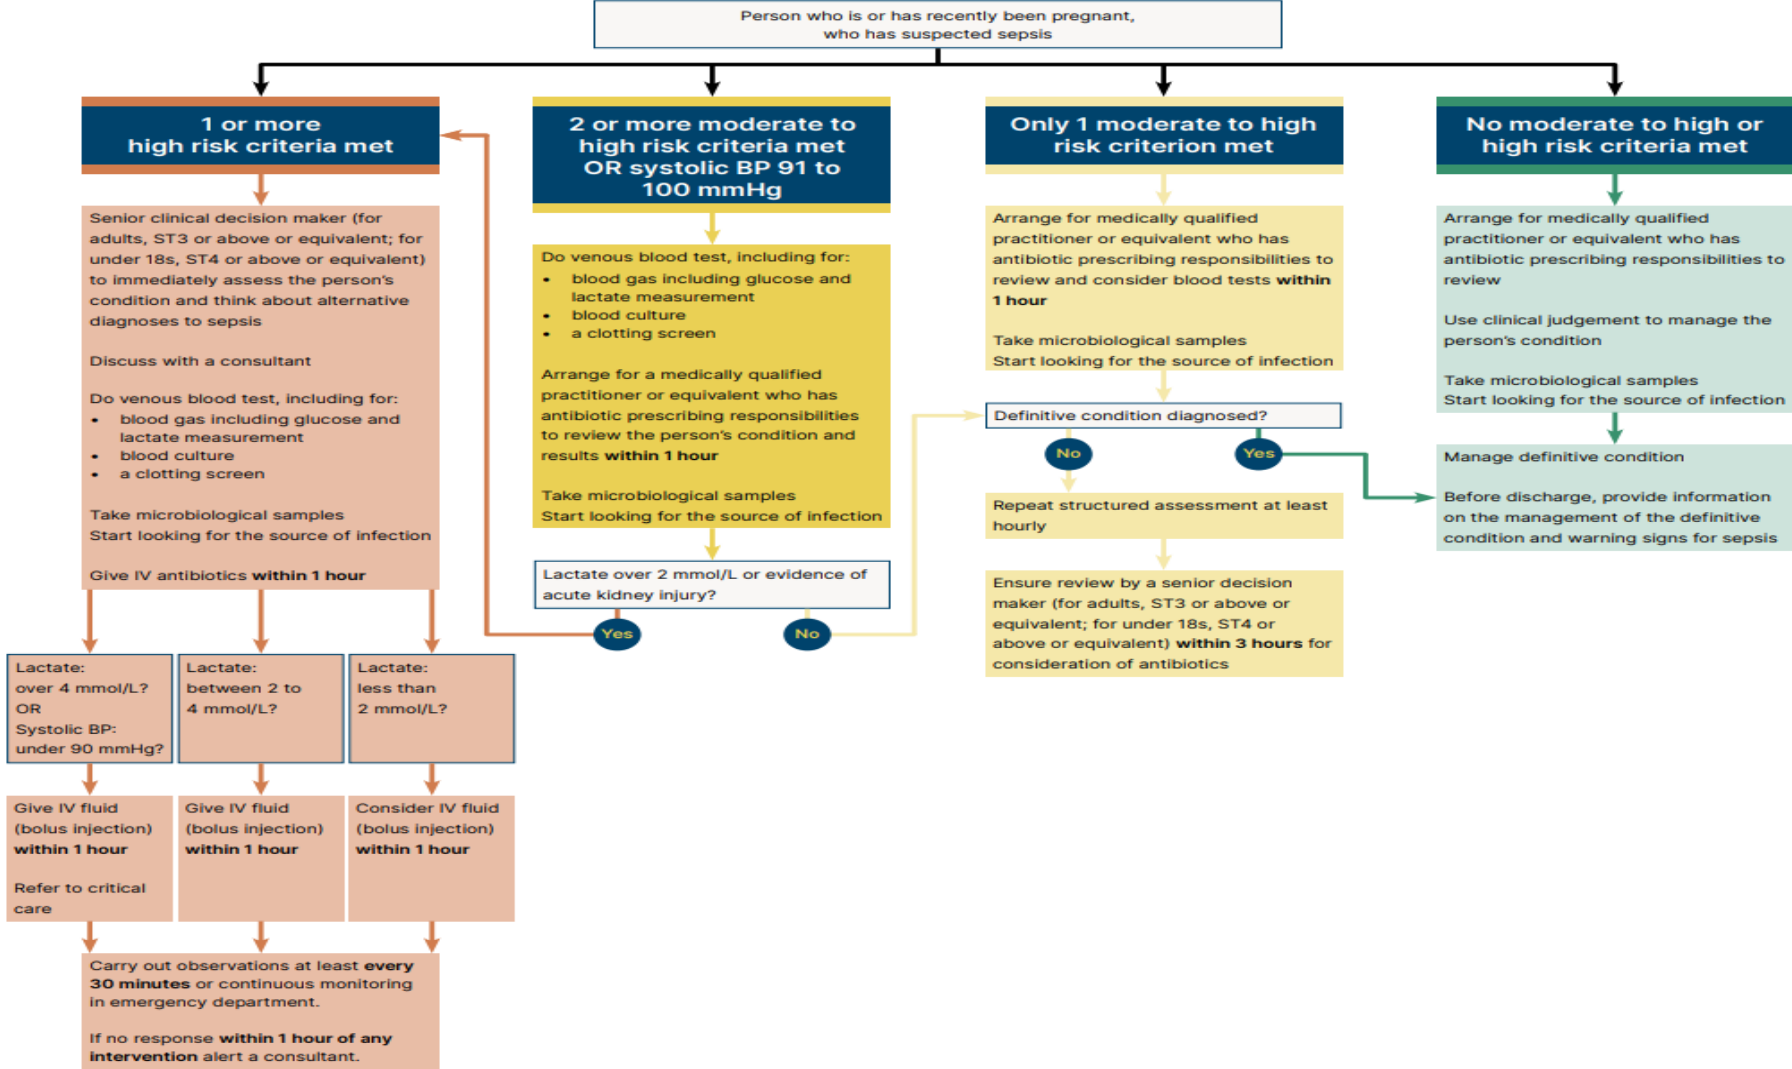 Person who is or has recently been pregnant,
who has suspected sepsis
1 or more
high risk criteria met
Senior clinical decision maker (for
adults, ST3 or above or equivalent; for
under 18s, ST4 or above or equivalent)
to immediately assess the person's
condition and think about alternative
diagnoses to sepsis
Discuss with a consultant
Do venous blood test, including for:
• blood gas including glucose and
lactate measurement
• blood culture
• a clotting screen
Take microbiological samples
Start looking for the source of infection
Give IV antibiotics within 1 hour
Lactate:
over 4 mmol/L?
OR
Systolic BP:
under 90 mmHg?
Lactate:
between 2 to
4 mmol/L?
Lactate:
less than
2 mmol/L?
Give IV fluid
(bolus injection)
within 1 hour
Refer to critical
care
Give IV fluid
(bolus injection)
within 1 hour
Consider IV fluid
(bolus injection)
within 1 hour
Carry out observations at least every
30 minutes or continuous monitoring
in emergency department.
If no response within 1 hour of any
intervention alert a consultant.
2 or more moderate to
high risk criteria met
OR systolic BP 91 to
100 mmHg
Do venous blood test, including for:
• blood gas including glucose and
lactate measurement
• blood culture
• a clotting screen
Arrange for a medically qualified
practitioner or equivalent who has
antibiotic prescribing responsibilities
to review the person's condition and
results within 1 hour
Take microbiological samples
Start looking for the source of infection
Lactate over 2 mmol/L or evidence of
acute kidney injury?
Yes
No
Only 1 moderate to high
risk criterion met
Arrange for medically qualified
practitioner or equivalent who has
antibiotic prescribing responsibilities to
review and consider blood tests within
1 hour
Take microbiological samples
Start looking for the source of infection
Definitive condition diagnosed?
No
Yes
Repeat structured assessment at least
hourly
Ensure review by a senior decision
maker (for adults, ST3 or above or
equivalent; for under 18s, ST4 or
above or equivalent) within 3 hours for
consideration of antibiotics
No moderate to high or
high risk criteria met
Arrange for medically qualified
practitioner or equivalent who has
antibiotic prescribing responsibilities to
review
Use clinical judgement to manage the
person's condition
Take microbiological samples
Start looking for the source of infection
Manage definitive condition
Before discharge, provide information
on the management of the definitive
condition and warning signs for sepsis